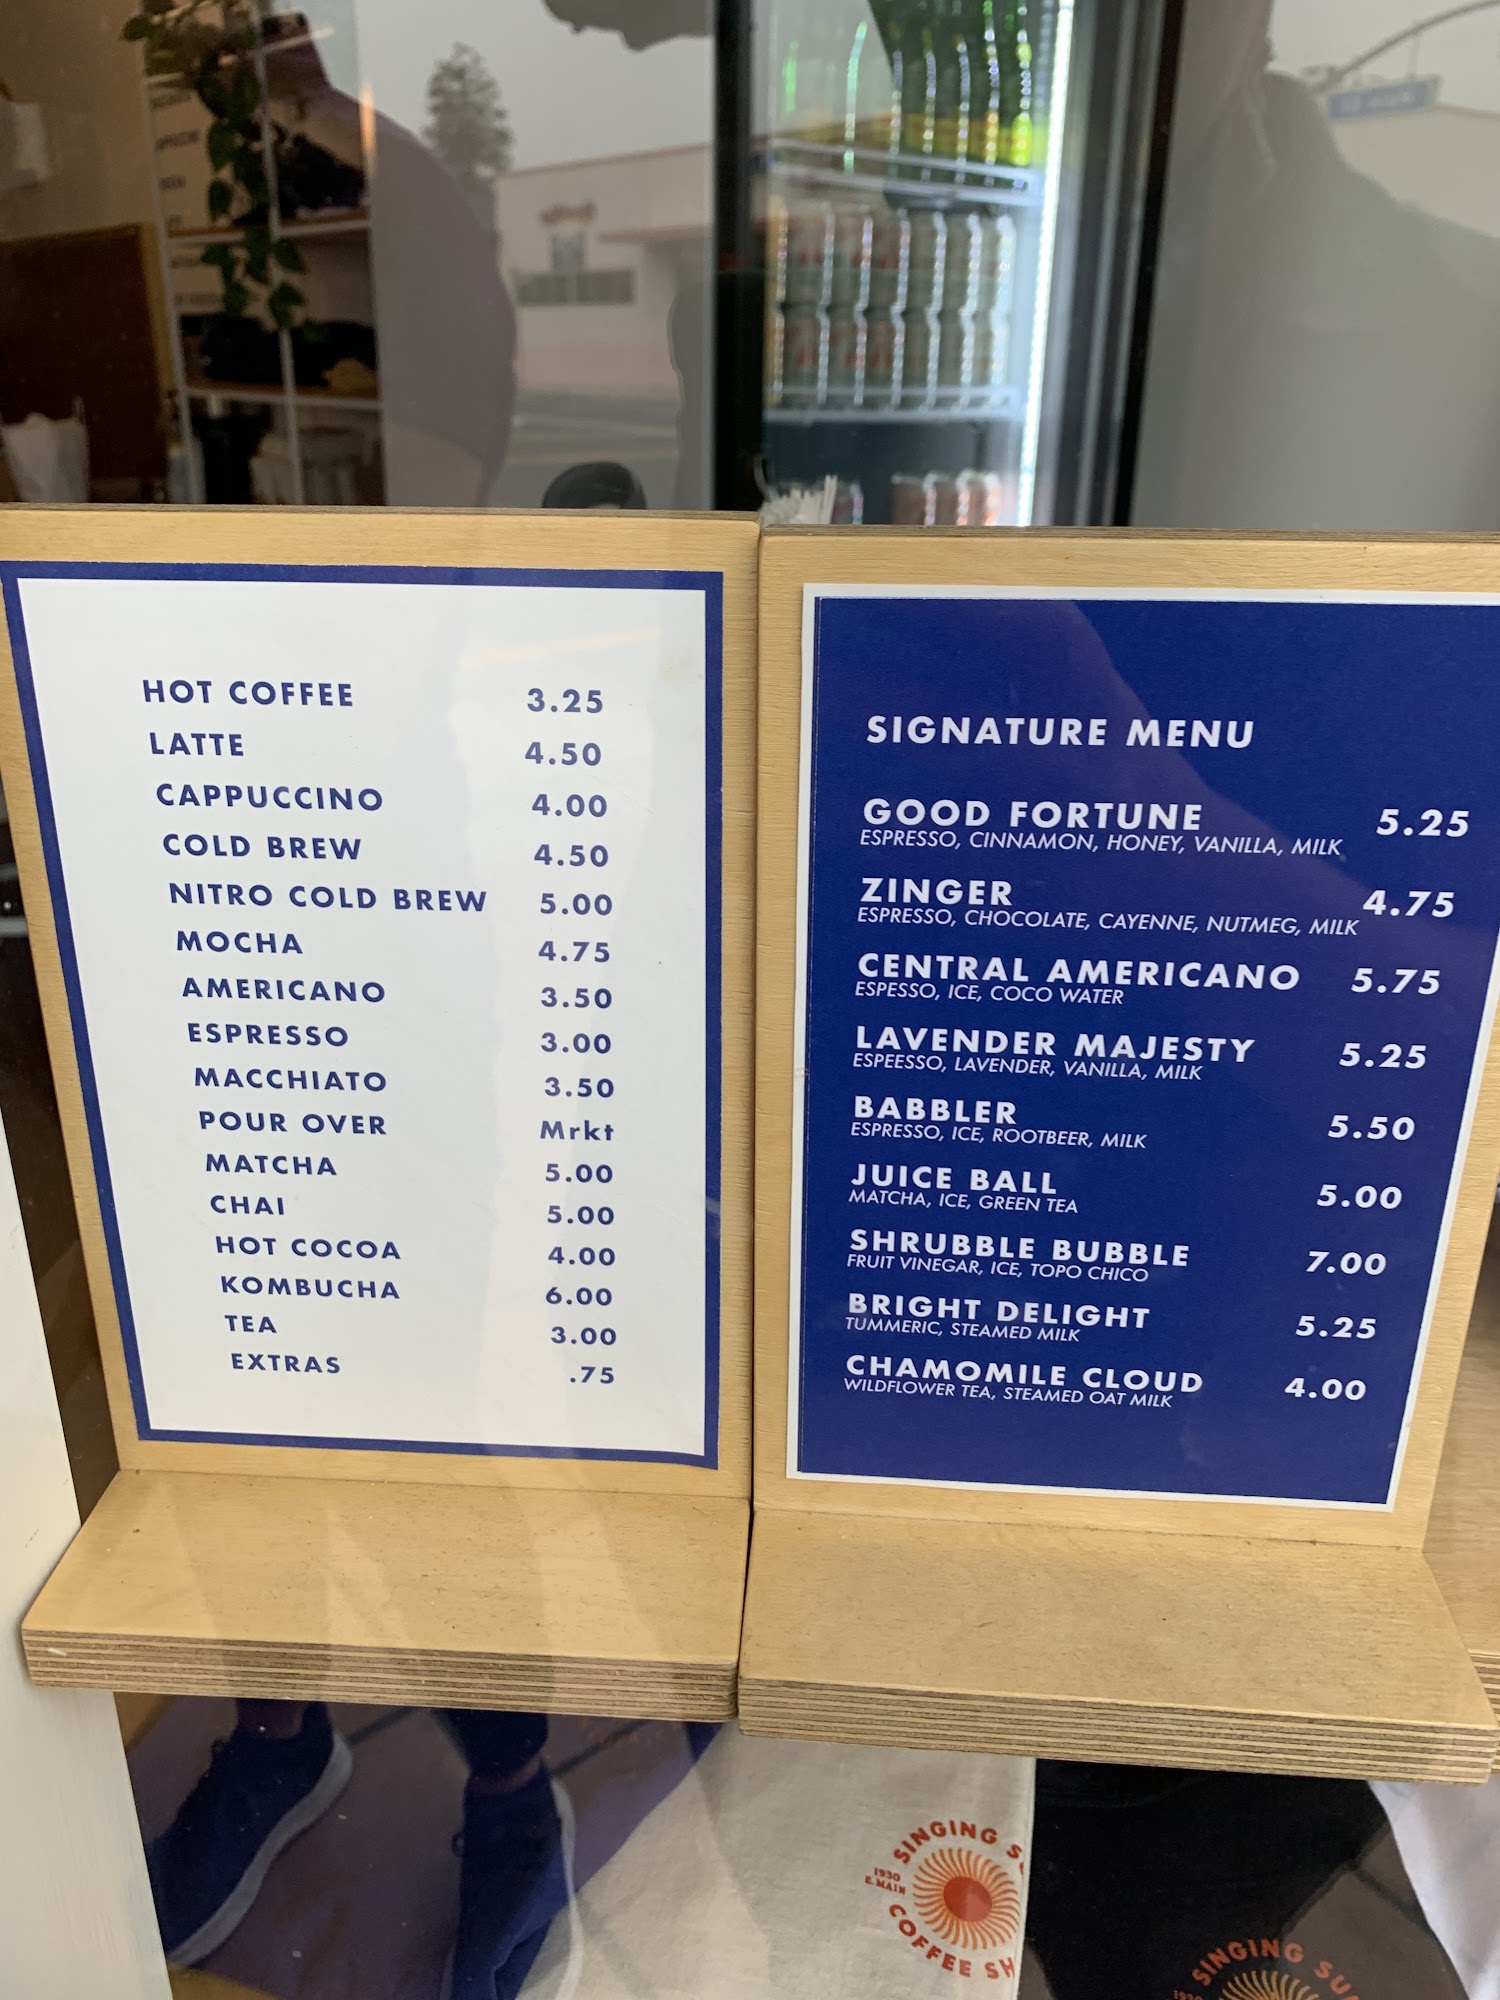 HOT COFFEE 3.25
LATTE 4.50
CAPPUCCINO 4.00
COLD BREW 4.50
NITRO COLD BREW 5.00
MOCHA 4.75
AMERICANO 3.50
ESPRESSO 3.00
MACCHIATO 3.50
POUR OVER Mrkt
MATCHA 5.00
CHAI 5.00
HOT COCOA 4.00
KOMBUCHA 6.00
TEA 3.00
EXTRAS .75
SIGNATURE MENU
GOOD FORTUNE 5.25
ESPRESSO, CINNAMON, HONEY, VANILLA, MILK
ZINGER 4.75
ESPRESSO, CHOCOLATE, CAYENNE, NUTMEG, MILK
CENTRAL AMERICANO 5.75
ESPESSO, ICE, COCO WATER
LAVENDER MAJESTY 5.25
ESPEESSO, LAVENDER, VANILLA, MILK
BABBLER 5.50
ESPRESSO, ICE, ROOTBEER, MILK
JUICE BALL 5.00
MATCHA, ICE, GREEN TEA
SHRUBBLE BUBBLE 7.00
FRUIT VINEGAR, ICE, TOPO CHICO
BRIGHT DELIGHT 5.25
TUMMERIC, STEAMED MILK
CHAMOMILE CLOUD 4.00
WILDFLOWER TEA, STEAMED OAT MILK
SINGING S
1930
E. MAIN
COFFEE SH
SINGING SU
1930